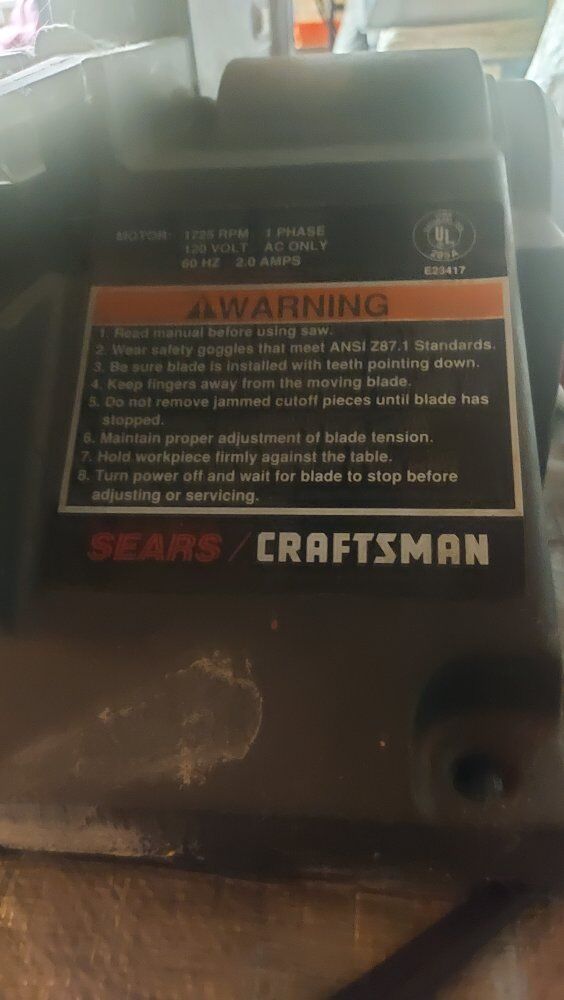 MOTOR: 1725 RPM 1 PHASE
120 VOLT AC ONLY
60 HZ 2.0 AMPS
UL
E23417
WARNING
1. Read manual before using saw.
2. Wear safety goggles that meet ANSI Z87.1 Standards.
3. Be sure blade is installed with teeth pointing down.
4. Keep fingers away from the moving blade.
5. Do not remove jammed cutoff pieces until blade has
stopped.
6. Maintain proper adjustment of blade tension.
7. Hold workpiece firmly against the table.
8. Turn power off and wait for blade to stop before
adjusting or servicing.
SEARS / CRAFTSMAN